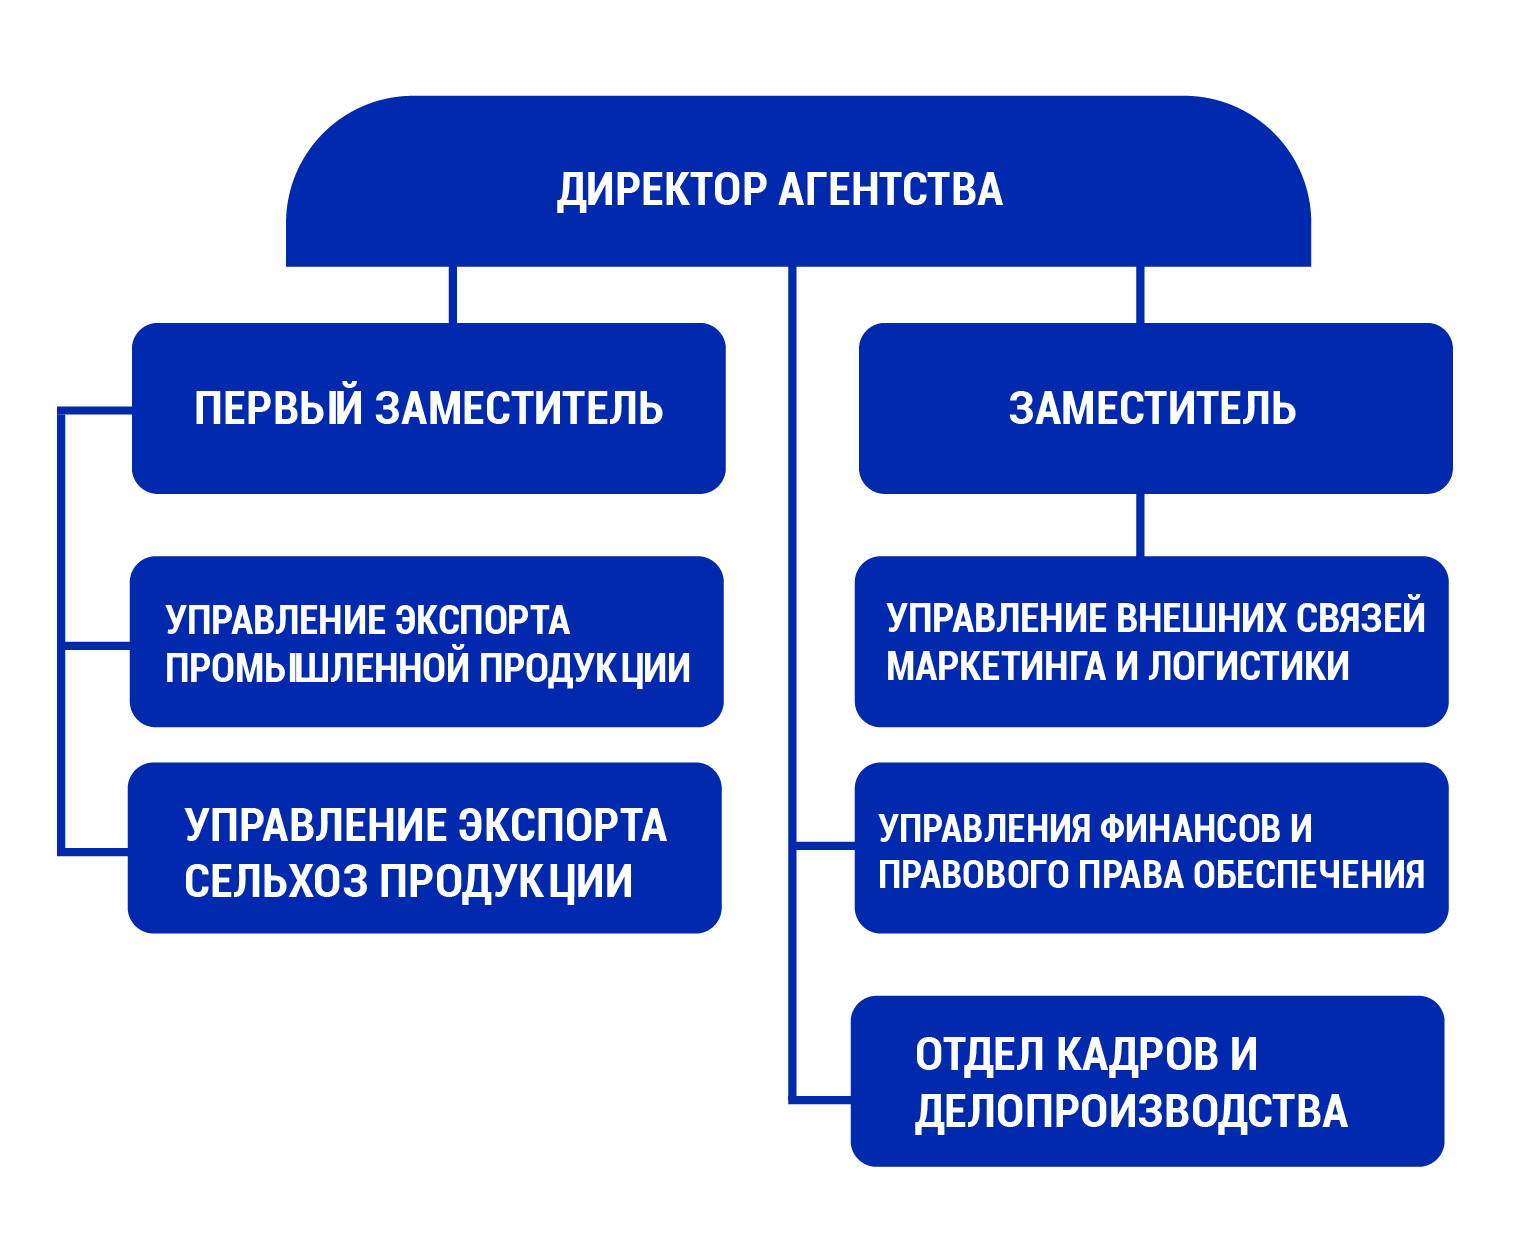 ДИРЕКТОР АГЕНТСТВА
ПЕРВЫЙ ЗАМЕСТИТЕЛЬ
ЗАМЕСТИТЕЛЬ
УПРАВЛЕНИЕ ЭКСПОРТА
ПРОМЫШЛЕННОЙ ПРОДУКЦИИ
УПРАВЛЕНИЕ ВНЕШНИХ СВЯЗЕЙ
МАРКЕТИНГА И ЛОГИСТИКИ
УПРАВЛЕНИЕ ЭКСПОРТА
СЕЛЬХОЗ ПРОДУКЦИИ
УПРАВЛЕНИЯ ФИНАНСОВ И
ПРАВОВОГО ПРАВА ОБЕСПЕЧЕНИЯ
ОТДЕЛ КАДРОВ И
ДЕЛОПРОИЗВОДСТВА